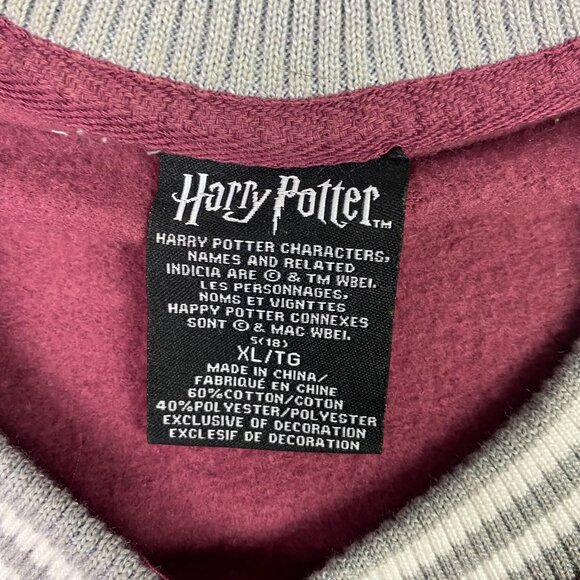 Harry Potter TM
HARRY POTTER CHARACTERS,
NAMES AND RELATED
INDICIA ARE © & TM WBEI.
LES PERSONNAGES,
NOMS ET VIGNTTES
HAPPY POTTER CONNEXES
SONT © & MAC WBEI.
S(18)
XL/TG
MADE IN CHINA/
FABRIQUÉ EN CHINE
60%COTTON/COTON
40%POLYESTER/POLYESTER
EXCLUSIVE OF DECORATION
EXCLESIF DE DECORATION